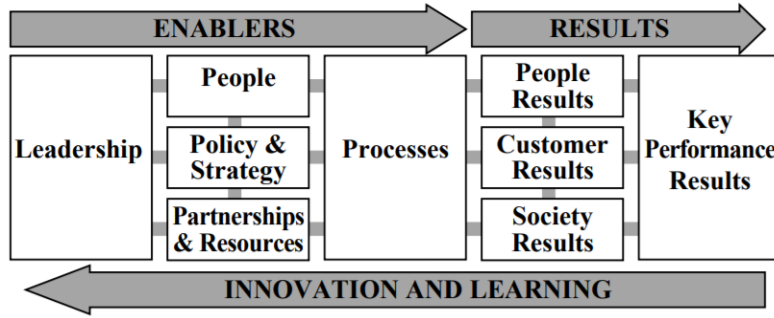 ENABLERS
RESULTS
Leadership
People
Policy &
Strategy
Partnerships
& Resources
Processes
People
Results
Customer
Results
Society
Results
Key
Performance
Results
INNOVATION AND LEARNING